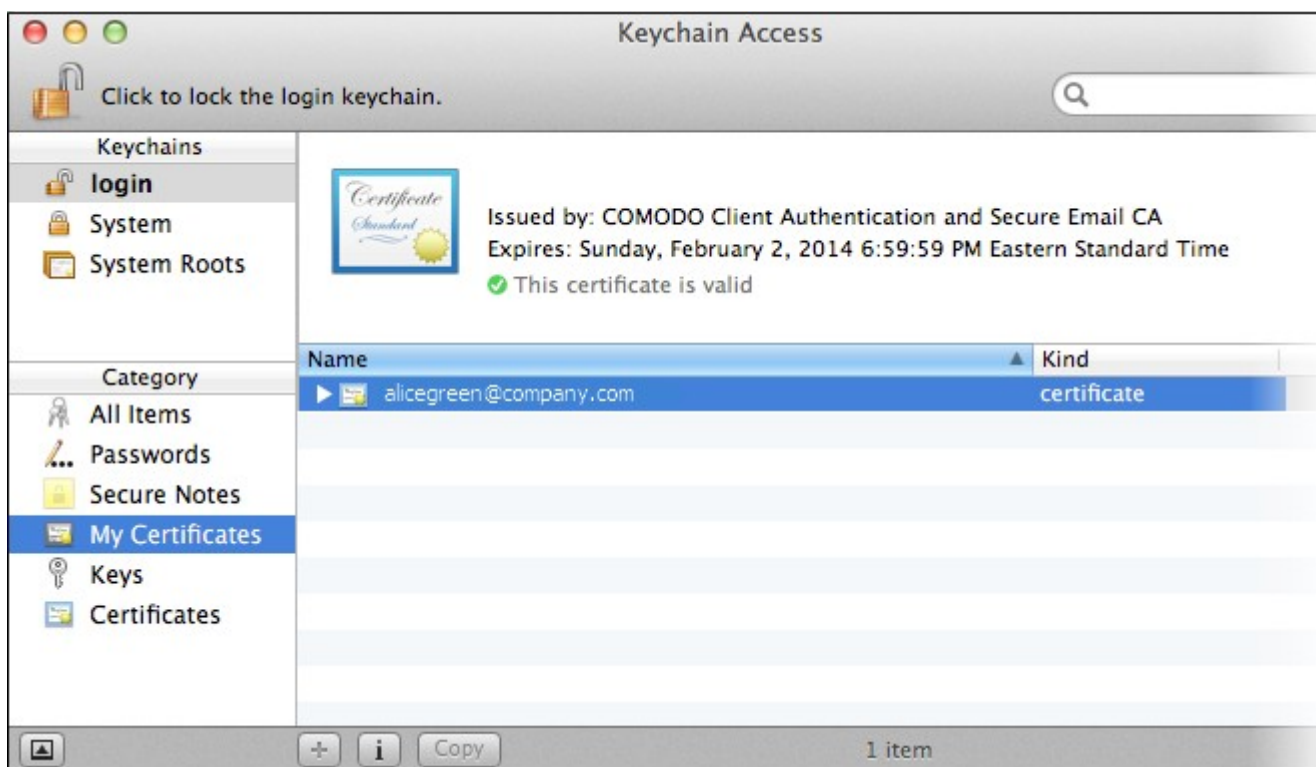 Keychain Access
Click to lock the login keychain.
Keychains
login
System
System Roots
Certificate
Standard
Issued by: COMODO Client Authentication and Secure Email CA
Expires: Sunday, February 2, 2014 6:59:59 PM Eastern Standard Time
This certificate is valid
Name Kind
alicegreen@company.com certificate
Category
All Items
Passwords
Secure Notes
My Certificates
Keys
Certificates
+ i Copy 1 item